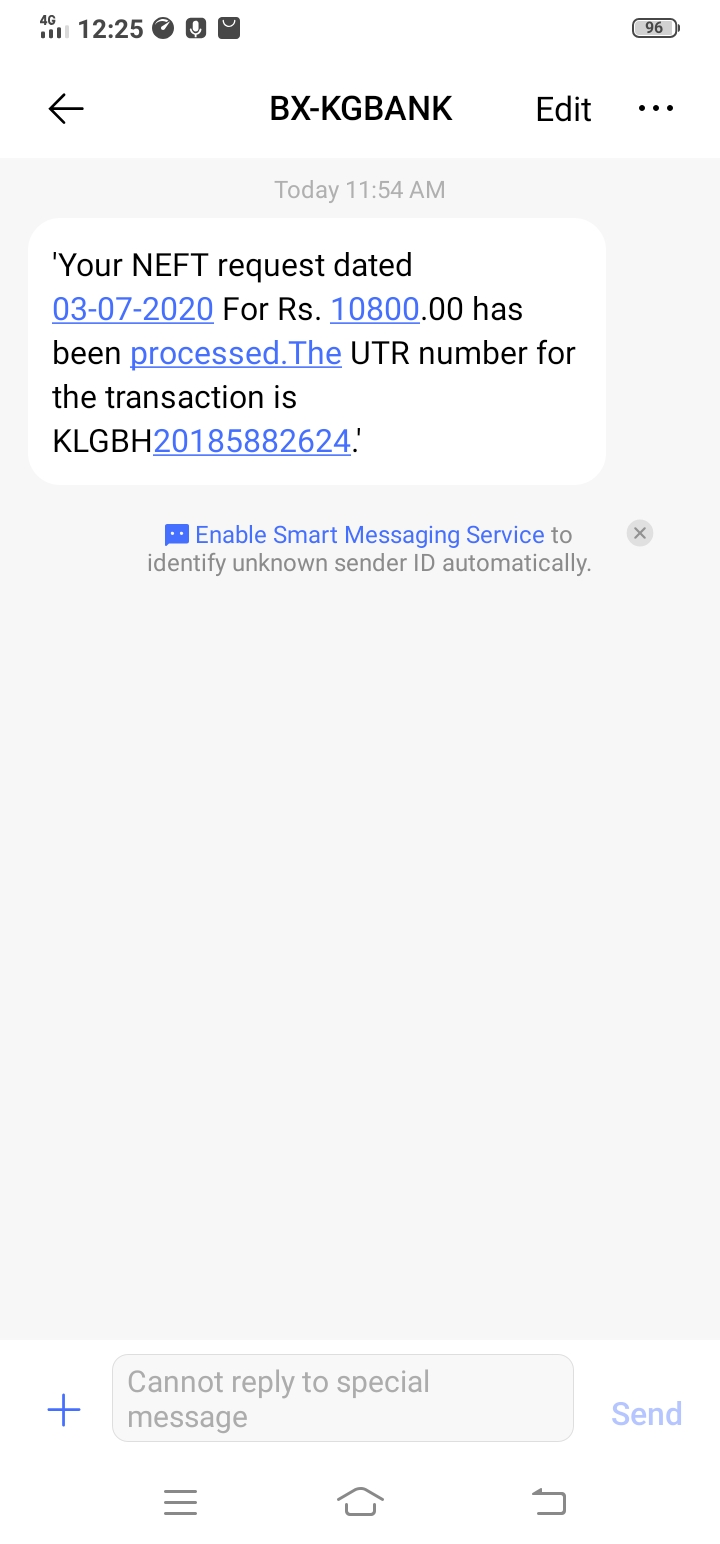 4G 12:25 96
BX-KGBANK Edit
Today 11:54 AM
'Your NEFT request dated
03-07-2020 For Rs. 10800.00 has
been processed.The UTR number for
the transaction is
KLGBH20185882624.'
Enable Smart Messaging Service to
identify unknown sender ID automatically.
Cannot reply to special
message
Send